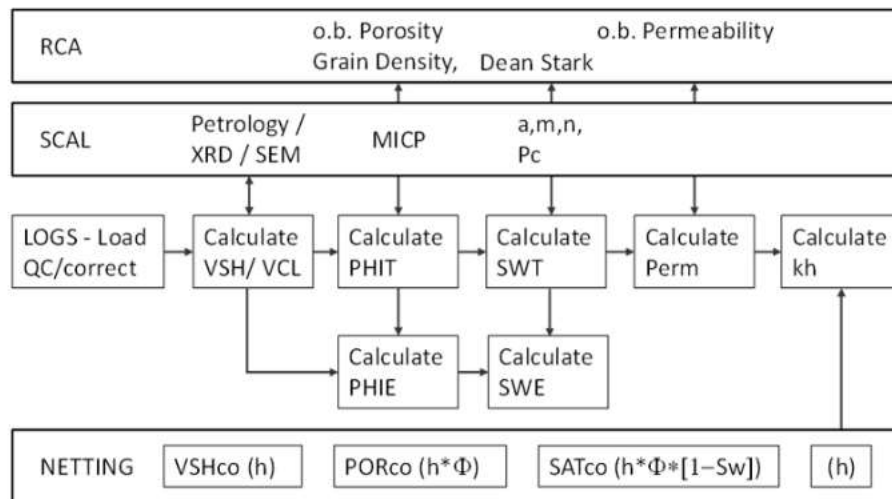 RCA
o.b. Porosity
Grain Density,
Dean Stark
o.b. Permeability
SCAL
Petrology /
XRD / SEM
MICP
a,m,n,
Pc
LOGS - Load
QC/correct
Calculate
VSH/ VCL
Calculate
PHIT
Calculate
SWT
Calculate
Perm
Calculate
kh
Calculate
PHIE
Calculate
SWE
NETTING
VSHco (h)
PORco (h*Φ)
SATco (h*Φ*[1–Sw])
(h)